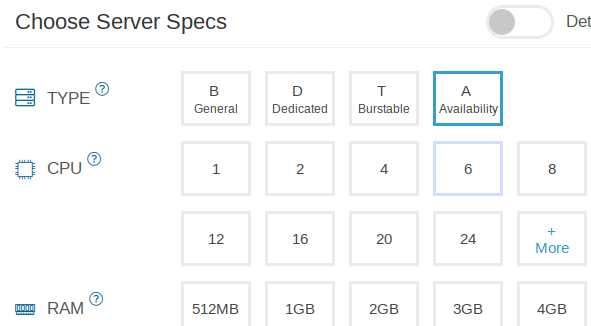 Choose Server Specs
Det
TYPE ?
B
General
D
Dedicated
T
Burstable
A
Availability
CPU ?
1
2
4
6
8
12
16
20
24
+
More
RAM ?
512MB
1GB
2GB
3GB
4GB